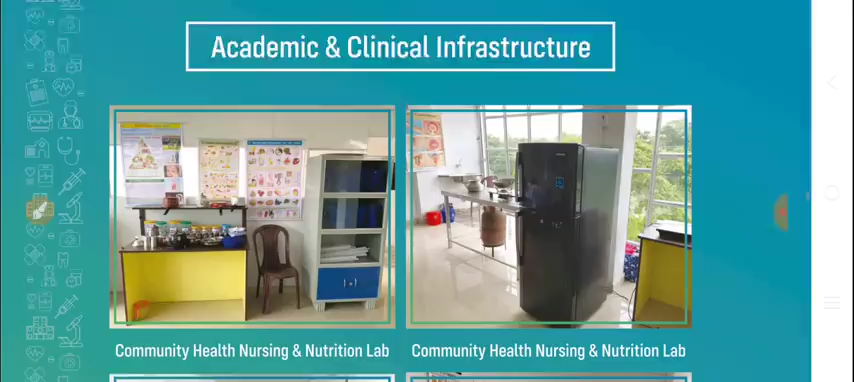 Academic & Clinical Infrastructure
Community Health Nursing & Nutrition Lab
Community Health Nursing & Nutrition Lab